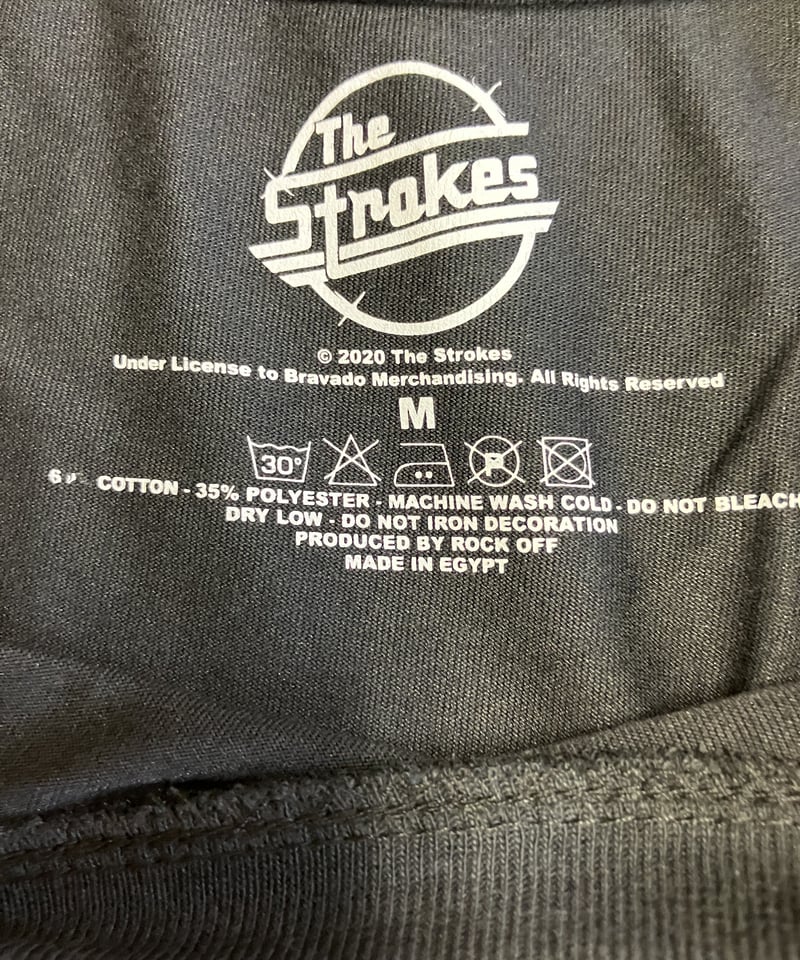 The
Strokes
© 2020 The Strokes
Under License to Bravado Merchandising. All Rights Reserved
M
30° P
COTTON - 35% POLYESTER - MACHINE WASH COLD - DO NOT BLEACH
DRY LOW - DO NOT IRON DECORATION
PRODUCED BY ROCK OFF
MADE IN EGYPT